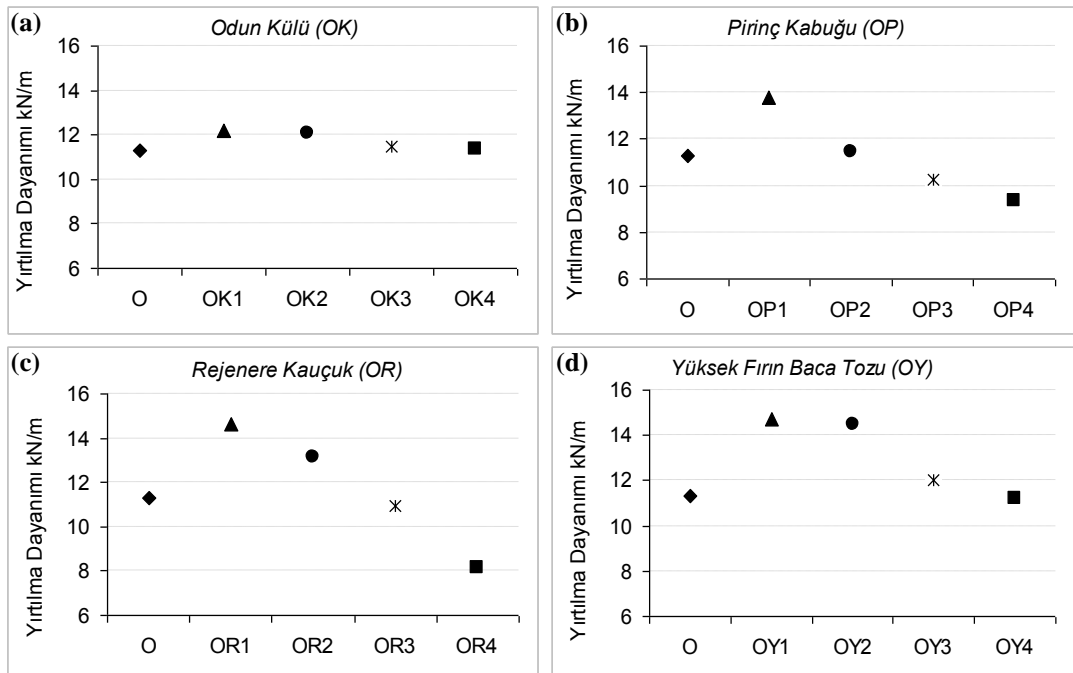 (a)
Odun Külü (OK)
Yırtılma Dayanımı kN/m
16
14
12
10
8
6
O OK1 OK2 OK3 OK4
(b)
Pirinç Kabuğu (OP)
Yırtılma Dayanımı kN/m
16
14
12
10
8
6
O OP1 OP2 OP3 OP4
(c)
Rejenere Kauçuk (OR)
Yırtılma Dayanımı kN/m
16
14
12
10
8
6
O OR1 OR2 OR3 OR4
(d)
Yüksek Fırın Baca Tozu (OY)
Yırtılma Dayanımı kN/m
16
14
12
10
8
6
O OY1 OY2 OY3 OY4